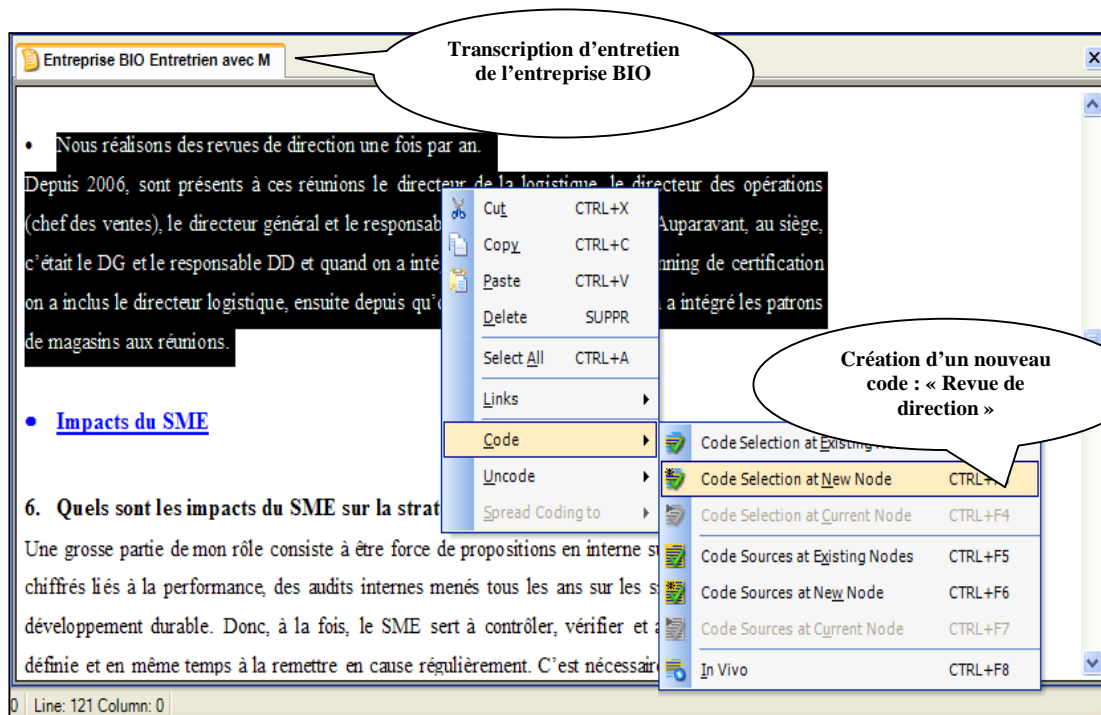 Transcription d'entretien
de l'entreprise BIO
Entreprise BIO Entretrien avec M
• Nous réalisons des revues de direction une fois par an.
Depuis 2006, sont présents à ces réunions le directeur de la logistique, le directeur des opérations
(chef des ventes), le directeur général et le responsab Auparavant, au siège,
c'était le DG et le responsable DD et quand on a inté nning de certification
on a inclus le directeur logistique, ensuite depuis qu' a intégré les patrons
de magasins aux réunions.
Cut CTRL+X
Copy CTRL+C
Paste CTRL+V
Delete SUPPR
Select All CTRL+A
Links
Code
Uncode
Spread Coding to
Création d'un nouveau
code : « Revue de
direction »
Code Selection at Existing No
Code Selection at New Node CTRL+
Code Selection at Current Node CTRL+F4
Code Sources at Existing Nodes CTRL+F5
Code Sources at New Node CTRL+F6
Code Sources at Current Node CTRL+F7
In Vivo CTRL+F8
• Impacts du SME
6. Quels sont les impacts du SME sur la strat
Une grosse partie de mon rôle consiste à être force de propositions en interne su
chiffrés liés à la performance, des audits internes menés tous les ans sur les s
développement durable. Donc, à la fois, le SME sert à contrôler, vérifier et a
définie et en même temps à la remettre en cause régulièrement. C'est nécessair
0 Line: 121 Column: 0